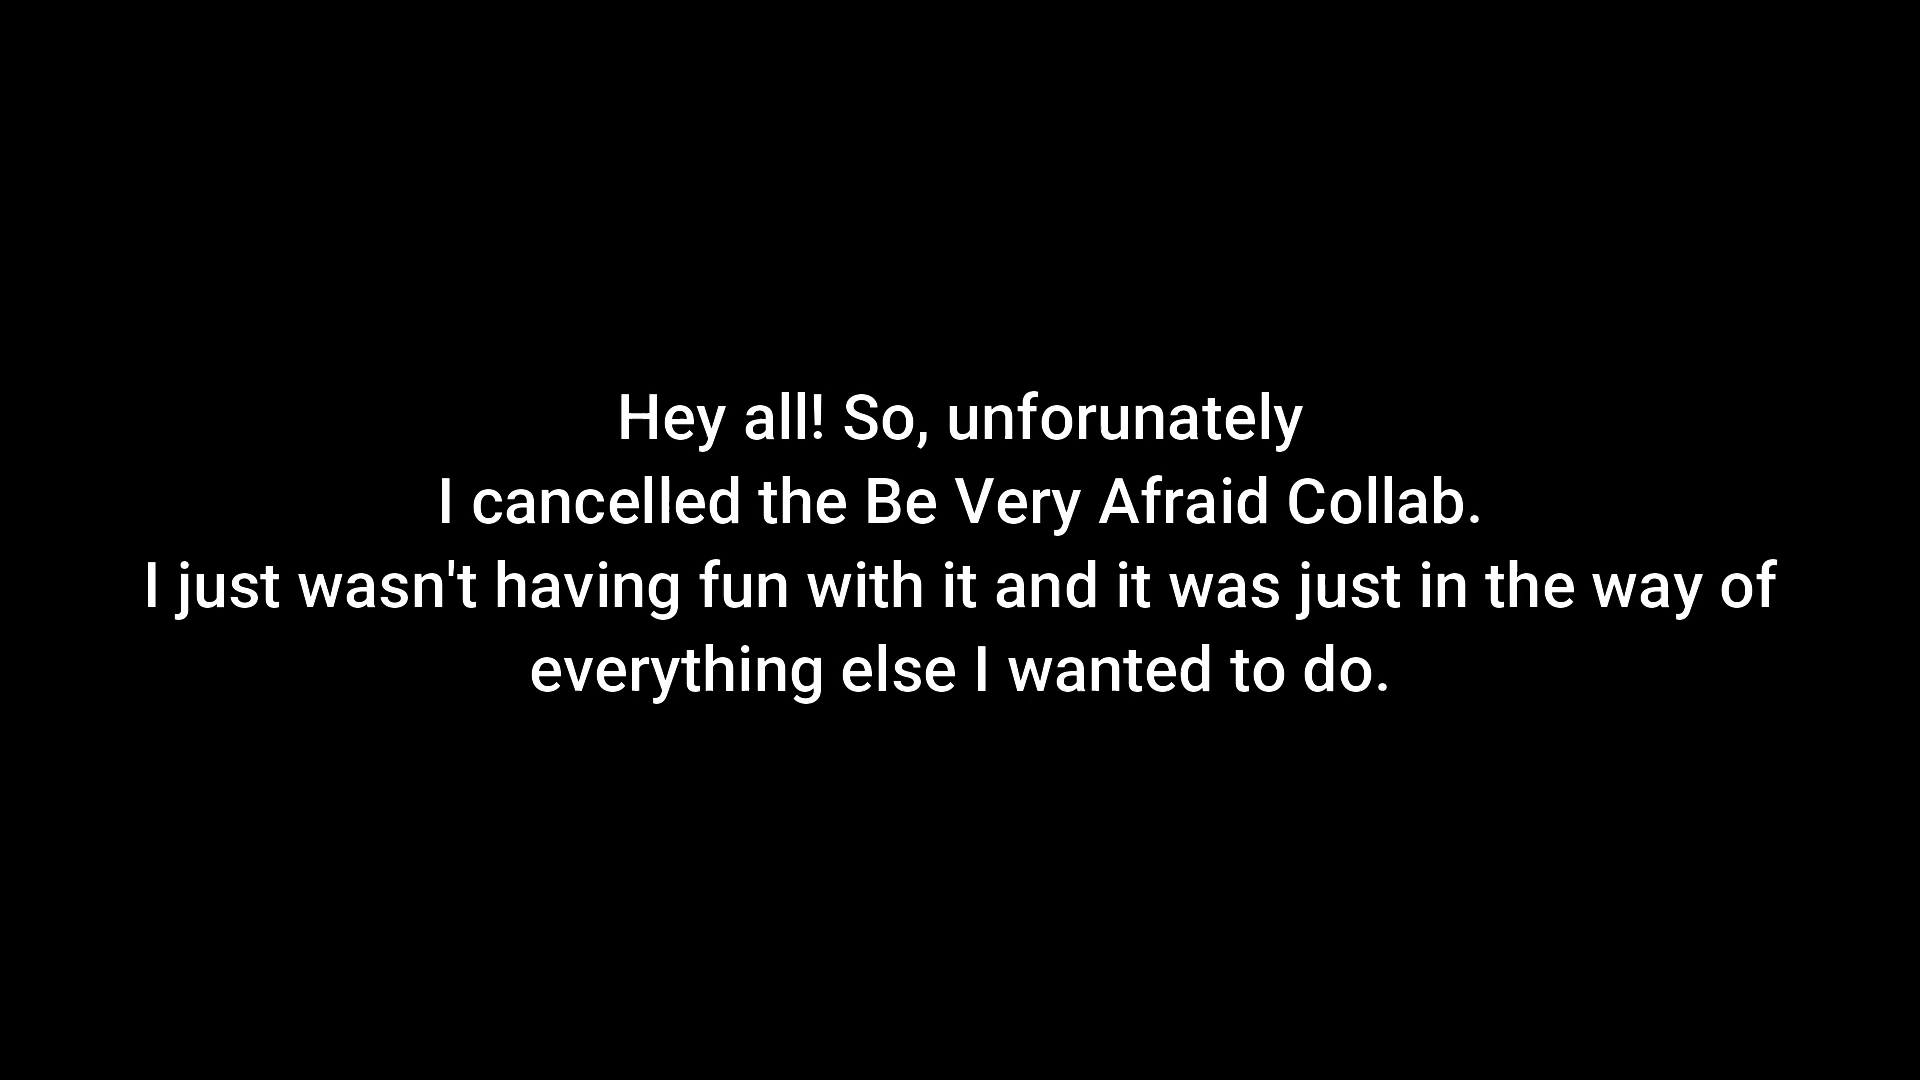 Hey all! So, unforunately
I cancelled the Be Very Afraid Collab.
I just wasn't having fun with it and it was just in the way of
everything else I wanted to do.